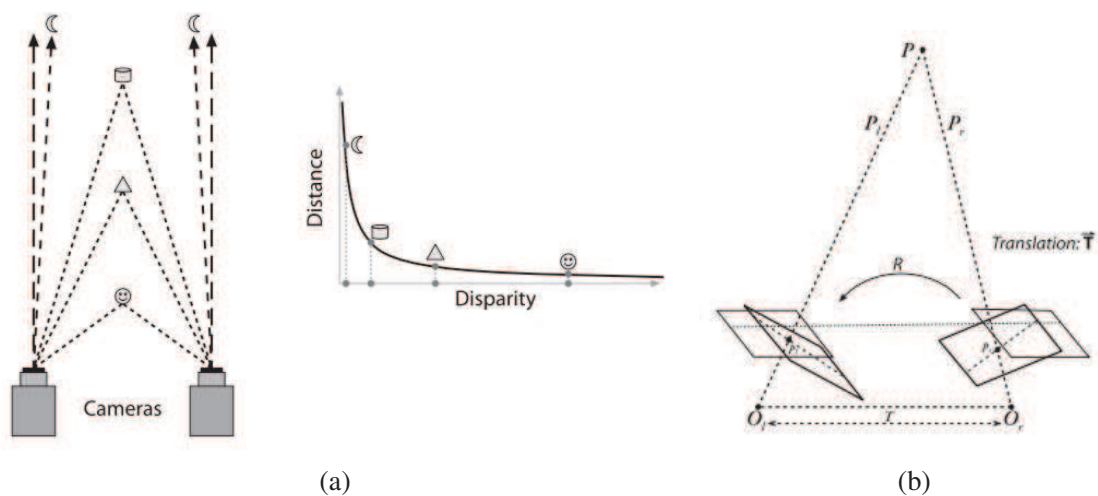 Cameras
Distance
Disparity
(a)
P
P_l
P_r
Translation: T
R
P_l
P_r
O_l
T
O_r
(b)